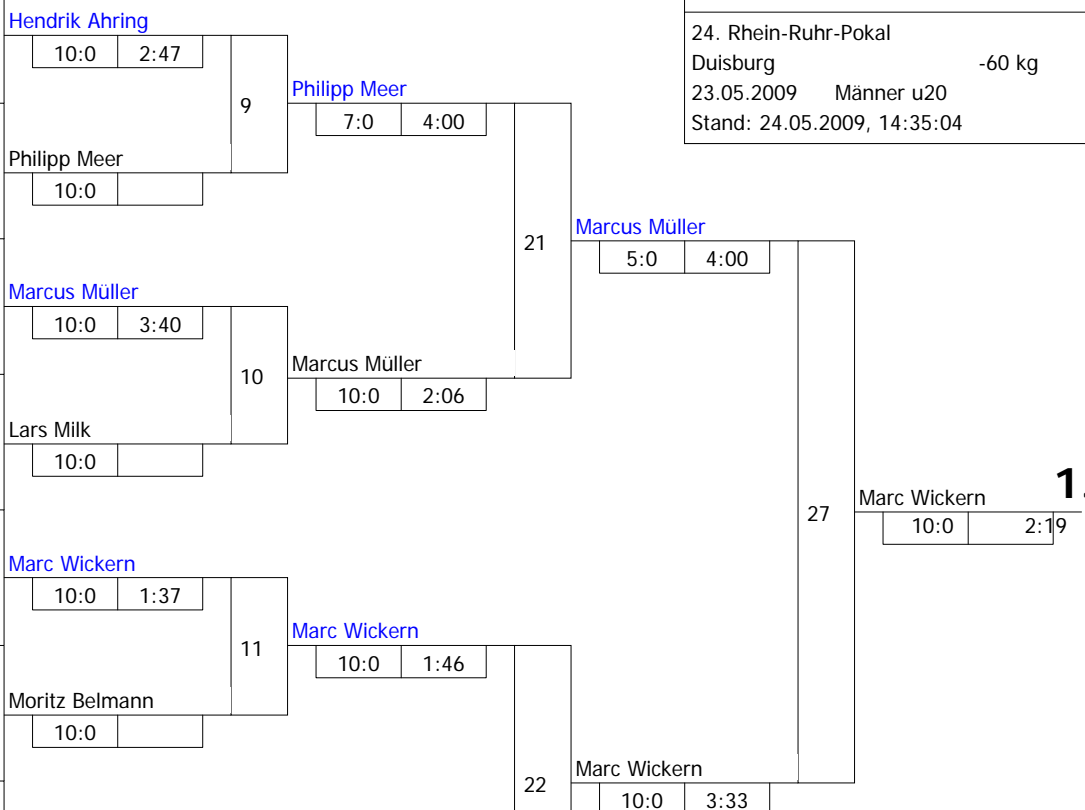 24. Rhein-Ruhr-Pokal
Duisburg -60 kg
23.05.2009 Männer u20
Stand: 24.05.2009, 14:35:04
Hendrik Ahring
10:0 2:47
9
Philipp Meer
10:0
Philipp Meer
7:0 4:00
21
Marcus Müller
10:0 3:40
10
Lars Milk
10:0
Marcus Müller
10:0 2:06
Marcus Müller
5:0 4:00
27
Marc Wickern 1.
10:0 2:19
Marc Wickern
10:0 1:37
11
Moritz Belmann
10:0
Marc Wickern
10:0 1:46
22
Marc Wickern
10:0 3:33